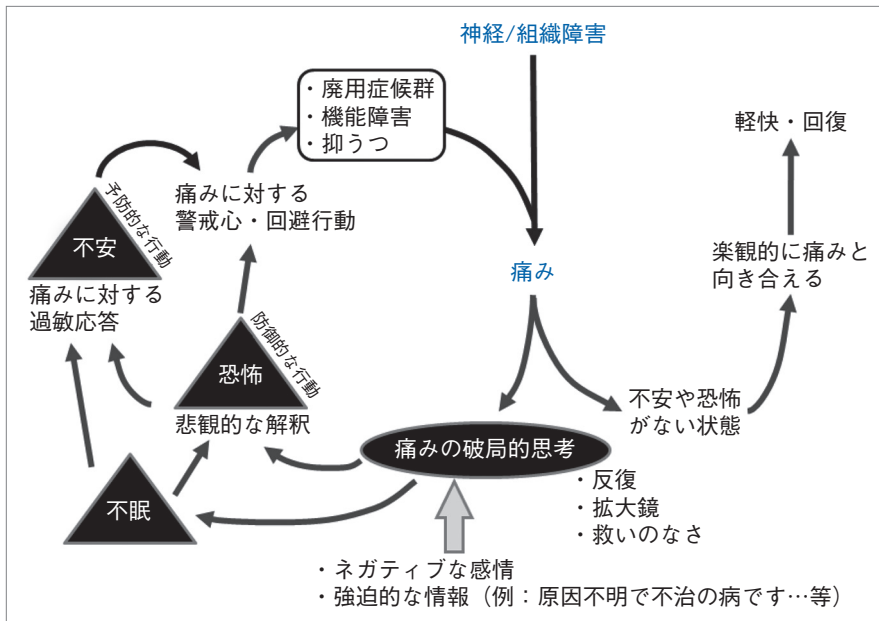 神経/組織障害
・廃用症候群
・機能障害
・抑うつ
軽快・回復
予防的な行動
不安
痛みに対する
警戒心・回避行動
痛み
楽観的に痛みと
向き合える
痛みに対する
過敏応答
防御的な行動
恐怖
悲観的な解釈
不安や恐怖
がない状態
痛みの破局的思考
・反復
・拡大鏡
・救いのなさ
不眠
・ネガティブな感情
・強迫的な情報（例：原因不明で不治の病です…等）